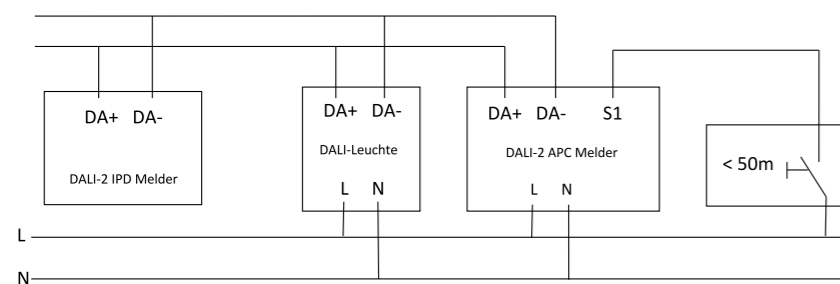 DA+ DA-
DALI-2 IPD Melder
DA+ DA-
DALI-Leuchte
L N
DA+ DA- S1
DALI-2 APC Melder
L N
< 50m
L
N